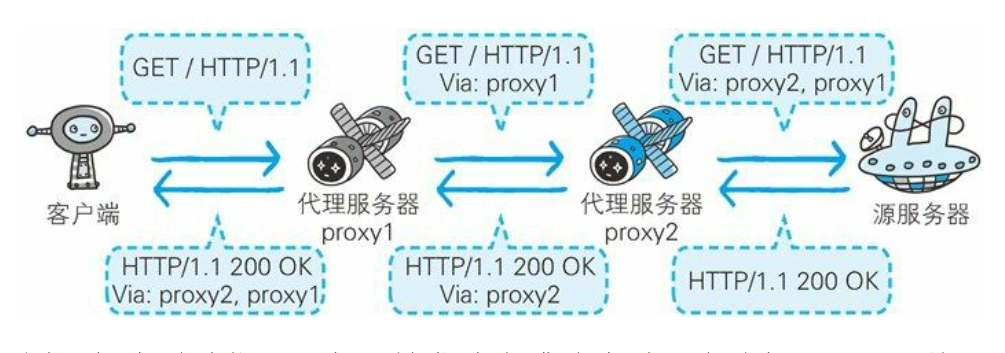 GET / HTTP/1.1
GET / HTTP/1.1
Via: proxy1
GET / HTTP/1.1
Via: proxy2, proxy1
客户端
代理服务器
proxy1
代理服务器
proxy2
源服务器
HTTP/1.1 200 OK
Via: proxy2, proxy1
HTTP/1.1 200 OK
Via: proxy2
HTTP/1.1 200 OK